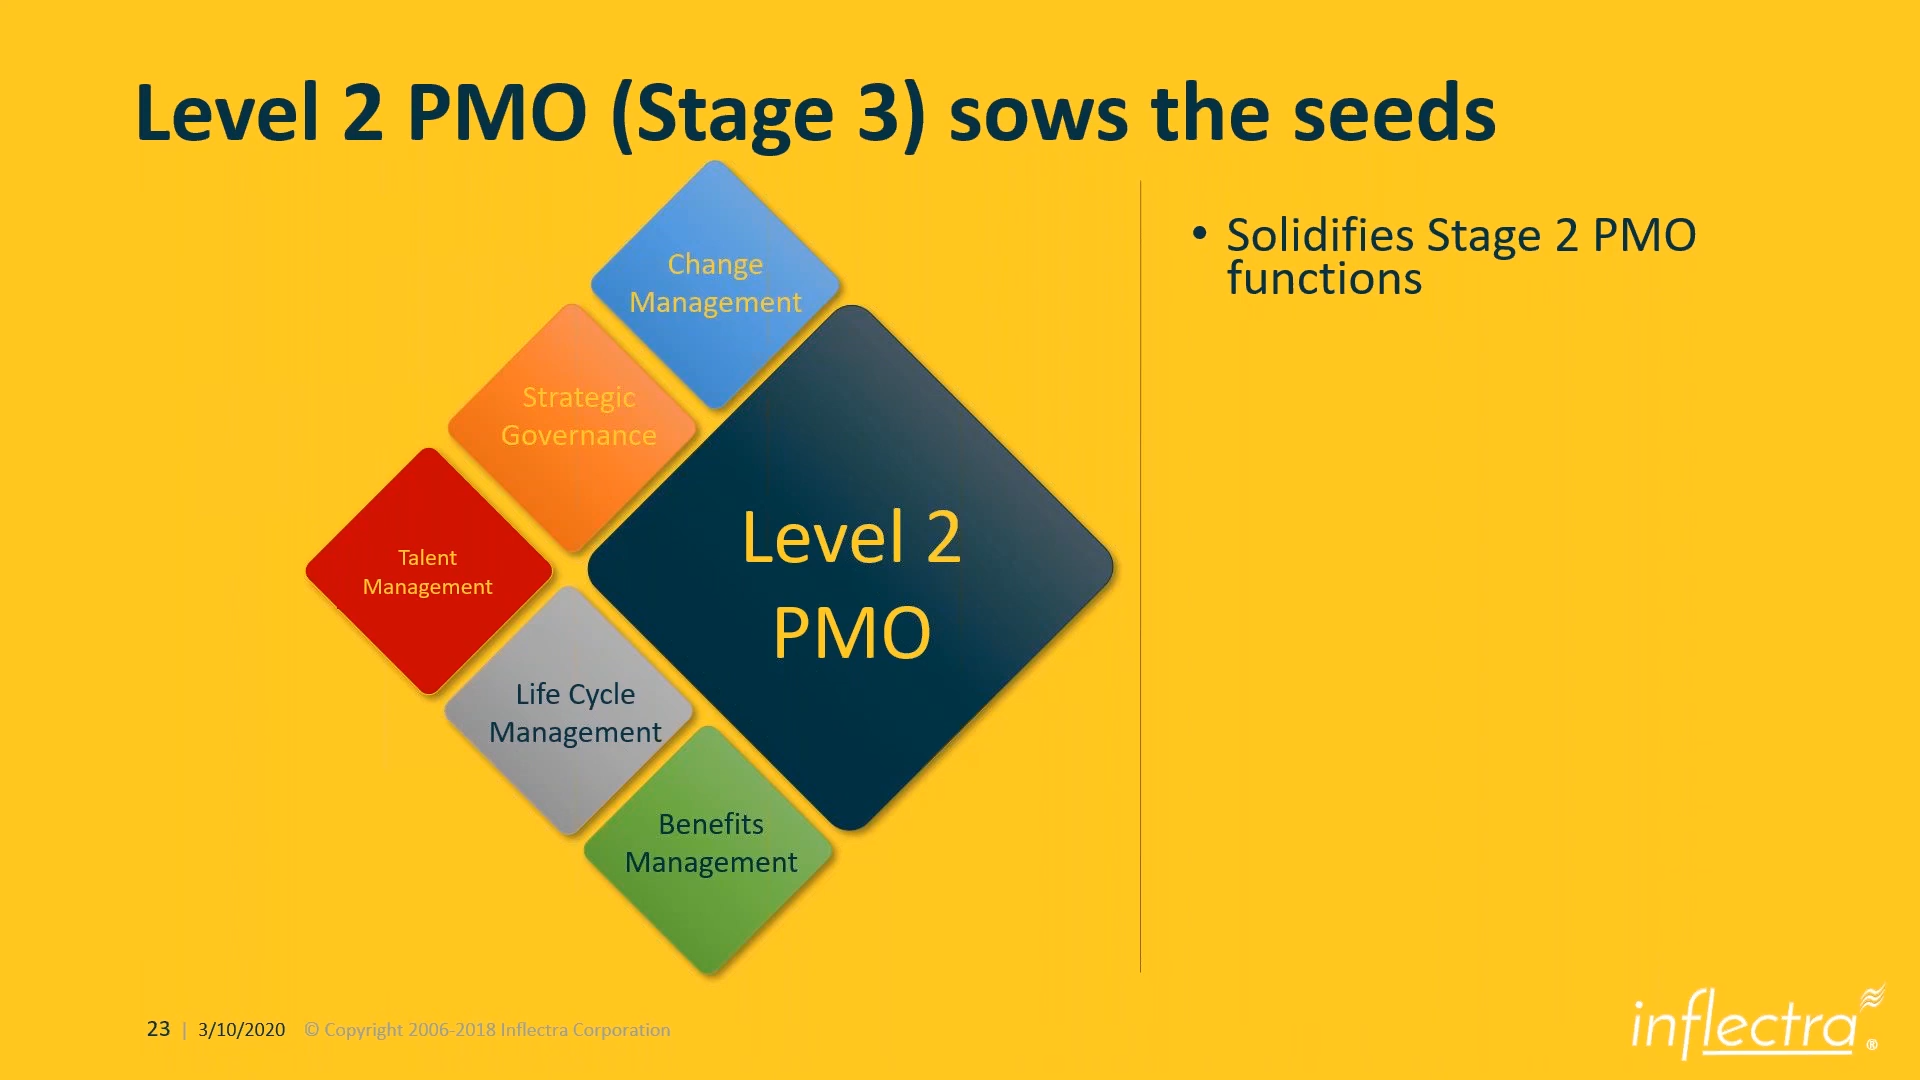 Level 2 PMO (Stage 3) sows the seeds
Change
Management
Strategic
Governance
Talent
Management
Life Cycle
Management
Benefits
Management
Level 2
PMO
• Solidifies Stage 2 PMO
functions
23 | 3/10/2020 © Copyright 2006-2018 Inflectra Corporation
inflectra®